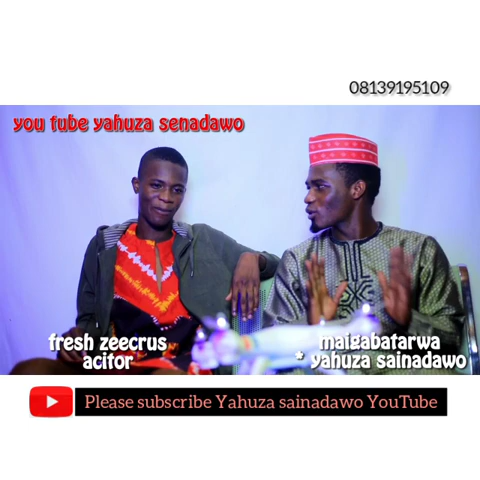 08139195109
you tube yahuza senadawo
fresh zeecrus
acitor
maigabatarwa
* yahuza sainadawo
Please subscribe Yahuza sainadawo YouTube